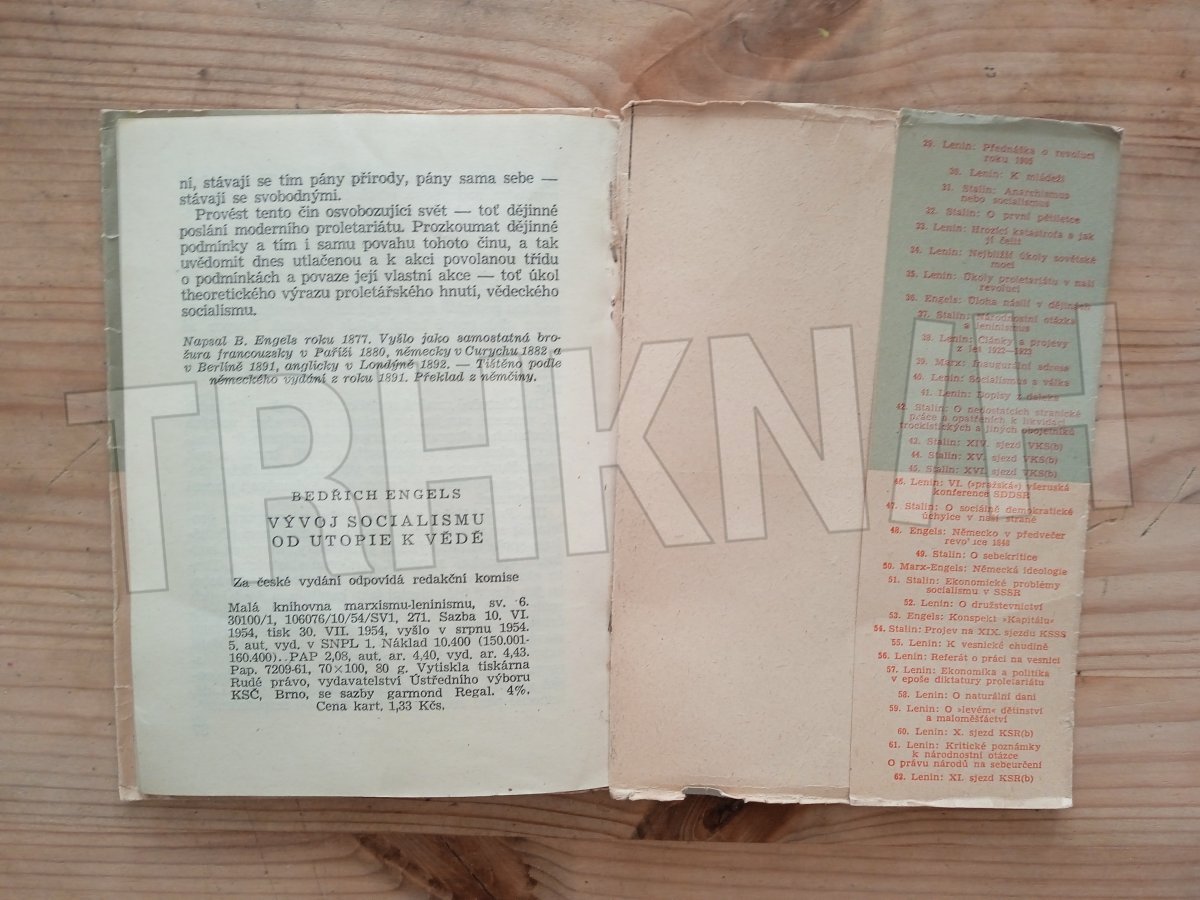 ní, stávají se tím pány přírody, pány sama sebe —
stávají se svobodnými.
Provést tento čin osvobozující svět — toť dějinné
poslání moderního proletariátu. Prozkoumat dějinné
podmínky a tím i samu povahu tohoto činu, a tak
uvědomit dnes utlačenou a k akci povolanou třídu
o podmínkách a povaze její vlastní akce — toť úkol
theoretického výrazu proletářského hnutí, vědeckého
socialismu.
Napsal B. Engels roku 1877. Vyšlo jako samostatná bro-
žura francouzsky v Paříži 1880, německy v Curychu 1882 a
v Berlíně 1891, anglicky v Londýně 1892. — Tištěno podle
německého vydání z roku 1891. Překlad z němčiny.
BEDŘICH ENGELS
VÝVOJ SOCIALISMU
OD UTOPIE K VĚDĚ
Za české vydání odpovídá redakční komise
Malá knihovna marxismu-leninismu, sv. 6.
30100/1, 106076/10/54/SV1, 271. Sazba 10. VI.
1954, tisk 30. VII. 1954, vyšlo v srpnu 1954.
5. aut. vyd. v SNPL 1. Náklad 10.400 (150.001-
160.400). PAP 2,08, aut. ar. 4,40, vyd. ar. 4,43.
Pap. 7209-61, 70×100, 80 g. Vytiskla tiskárna
Rudé právo, vydavatelství Ústředního výboru
KSČ, Brno, se sazby garmond Regal. 4%.
Cena kart. 1,33 Kčs.
29. Lenin: Přednáška o revoluci
roku 1905
30. Lenin: K mládeži
31. Stalin: Anarchismus
nebo socialismus
32. Stalin: O první pětiletce
33. Lenin: Hrozící katastrofa a jak
jí čelit
34. Lenin: Nejbližší úkoly sovětské
moci
35. Lenin: Úkoly proletariátu v naší
revoluci
36. Engels: Úloha násilí v dějinách
37. Stalin: Národnostní otázka
a leninismus
38. Lenin: Články a projevy
z let 1922—1923
39. Marx: Inaugurální adresa
40. Lenin: Socialismus a válka
41. Lenin: Dopisy z daleka
42. Stalin: O nedostatcích stranické
práce a opatřeních k likvidaci
trockistických a jiných obojetníků
43. Stalin: XIV. sjezd VKS(b)
44. Stalin: XV. sjezd VKS(b)
45. Stalin: XVI. sjezd VKS(b)
46. Lenin: VI. (»pražská«) všeruská
konference SDDSR
47. Stalin: O sociálně demokratické
úchylce v naší straně
48. Engels: Německo v předvečer
revoluce 1848
49. Stalin: O sebekritice
50. Marx-Engels: Německá ideologie
51. Stalin: Ekonomické problémy
socialismu v SSSR
52. Lenin: O družstevnictví
53. Engels: Konspekt »Kapitálu«
54. Stalin: Projev na XIX. sjezdu KSSS
55. Lenin: K vesnické chudině
56. Lenin: Referát o práci na vesnici
57. Lenin: Ekonomika a politika
v epoše diktatury proletariátu
58. Lenin: O naturální dani
59. Lenin: O »levém« dětinství
a maloměšťáctví
60. Lenin: X. sjezd KSR(b)
61. Lenin: Kritické poznámky
k národnostní otázce
O právu národů na sebeurčení
62. Lenin: XI. sjezd KSR(b)
TRHKNIH